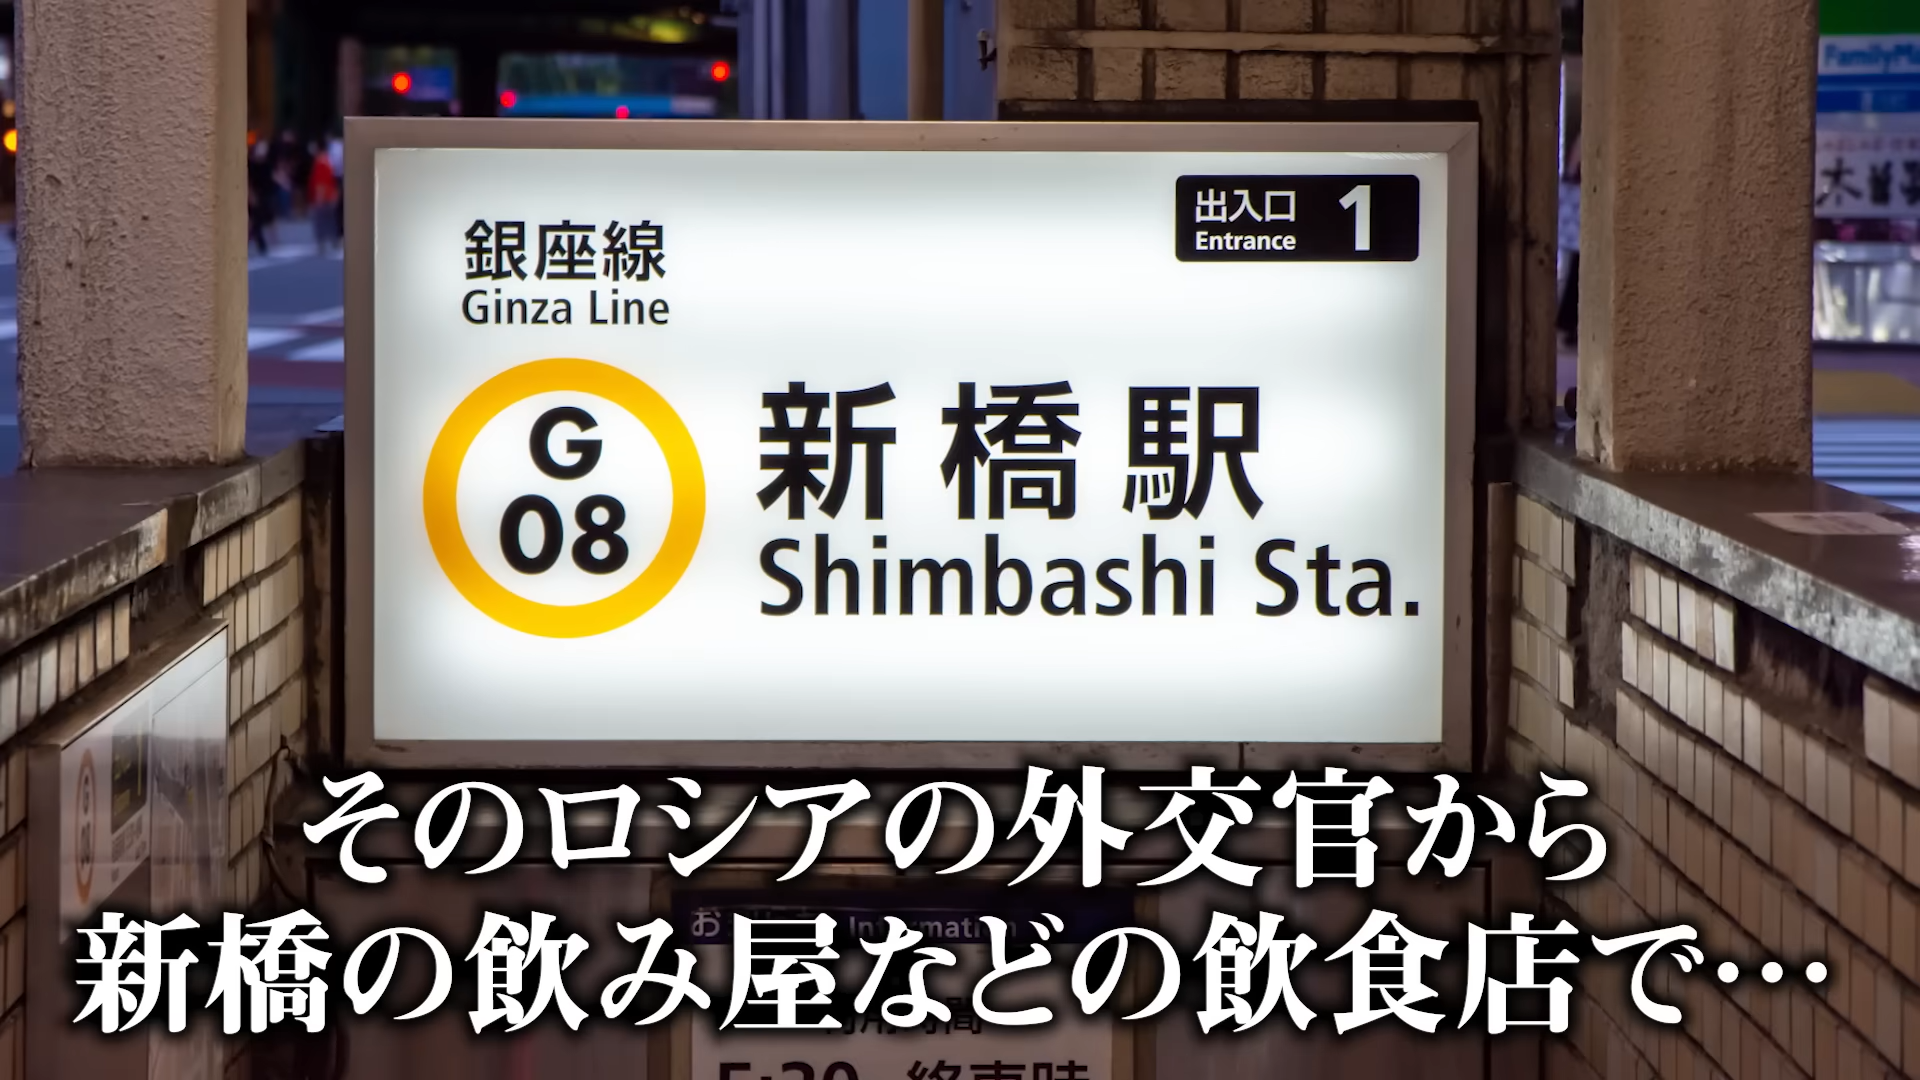 銀座線
Ginza Line
出入口
Entrance
1
G
08
新橋駅
Shimbashi Sta.
そのロシアの外交官から
新橋の飲み屋などの飲食店で…
Information